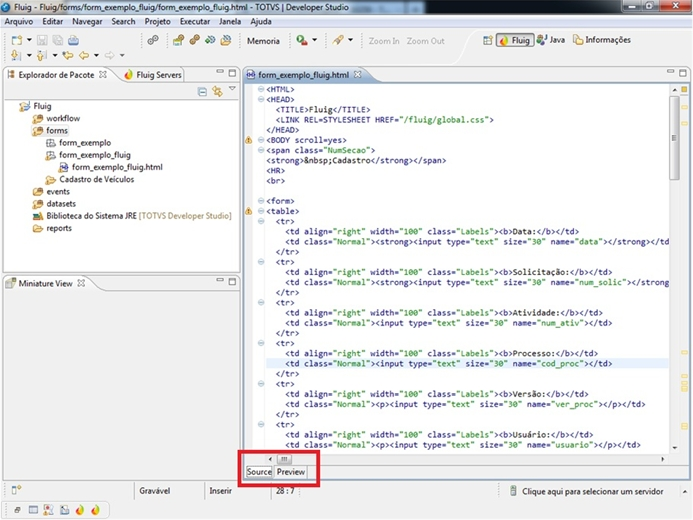 Fluig - Fluig/forms/form_exemplo_fluig/form_exemplo_fluig.html - TOTVS | Developer Studio
Arquivo Editar Navegar Search Projeto Executar Janela Ajuda
Memoria Zoom In Zoom Out Fluig Java Informações
Explorador de Pacote Fluig Servers
Fluig
workflow
forms
form_exemplo
form_exemplo_fluig
form_exemplo_fluig.html
Cadastro de Veículos
events
datasets
Biblioteca do Sistema JRE [TOTVS Developer Studio]
reports
Miniature View
form_exemplo_fluig.html
<HTML>
<HEAD>
<TITLE>Fluig</TITLE>
<LINK REL=STYLESHEET HREF="/fluig/global.css">
</HEAD>
<BODY scroll=yes>
<span class="NumSecao">
<strong>&nbsp;Cadastro</strong></span>
<HR>
<br>
<form>
<table>
<tr>
<td align="right" width="100" class="Labels"><b>Data:</b></td>
<td class="Normal"><strong><input type="text" size="30" name="data"></strong></td
</tr>
<tr>
<td align="right" width="100" class="Labels"><b>Solicitação:</b></td>
<td class="Normal"><strong><input type="text" size="30" name="num_solic"></strong
</tr>
<tr>
<td align="right" width="100" class="Labels"><b>Atividade:</b></td>
<td class="Normal"><input type="text" size="30" name="num_ativ"></td>
</tr>
<tr>
<td align="right" width="100" class="Labels"><b>Processo:</b></td>
<td class="Normal"><input type="text" size="30" name="cod_proc"></td>
</tr>
<tr>
<td align="right" width="100" class="Labels"><b>Versão:</b></td>
<td class="Normal"><p><input type="text" size="30" name="ver_proc"></p></td>
</tr>
<tr>
<td align="right" width="100" class="Labels"><b>Usuário:</b></td>
<td class="Normal"><p><input type="text" size="30" name="usuario"></p></td>
Source Preview
Gravável Inserir 28 : 7 Clique aqui para selecionar um servidor